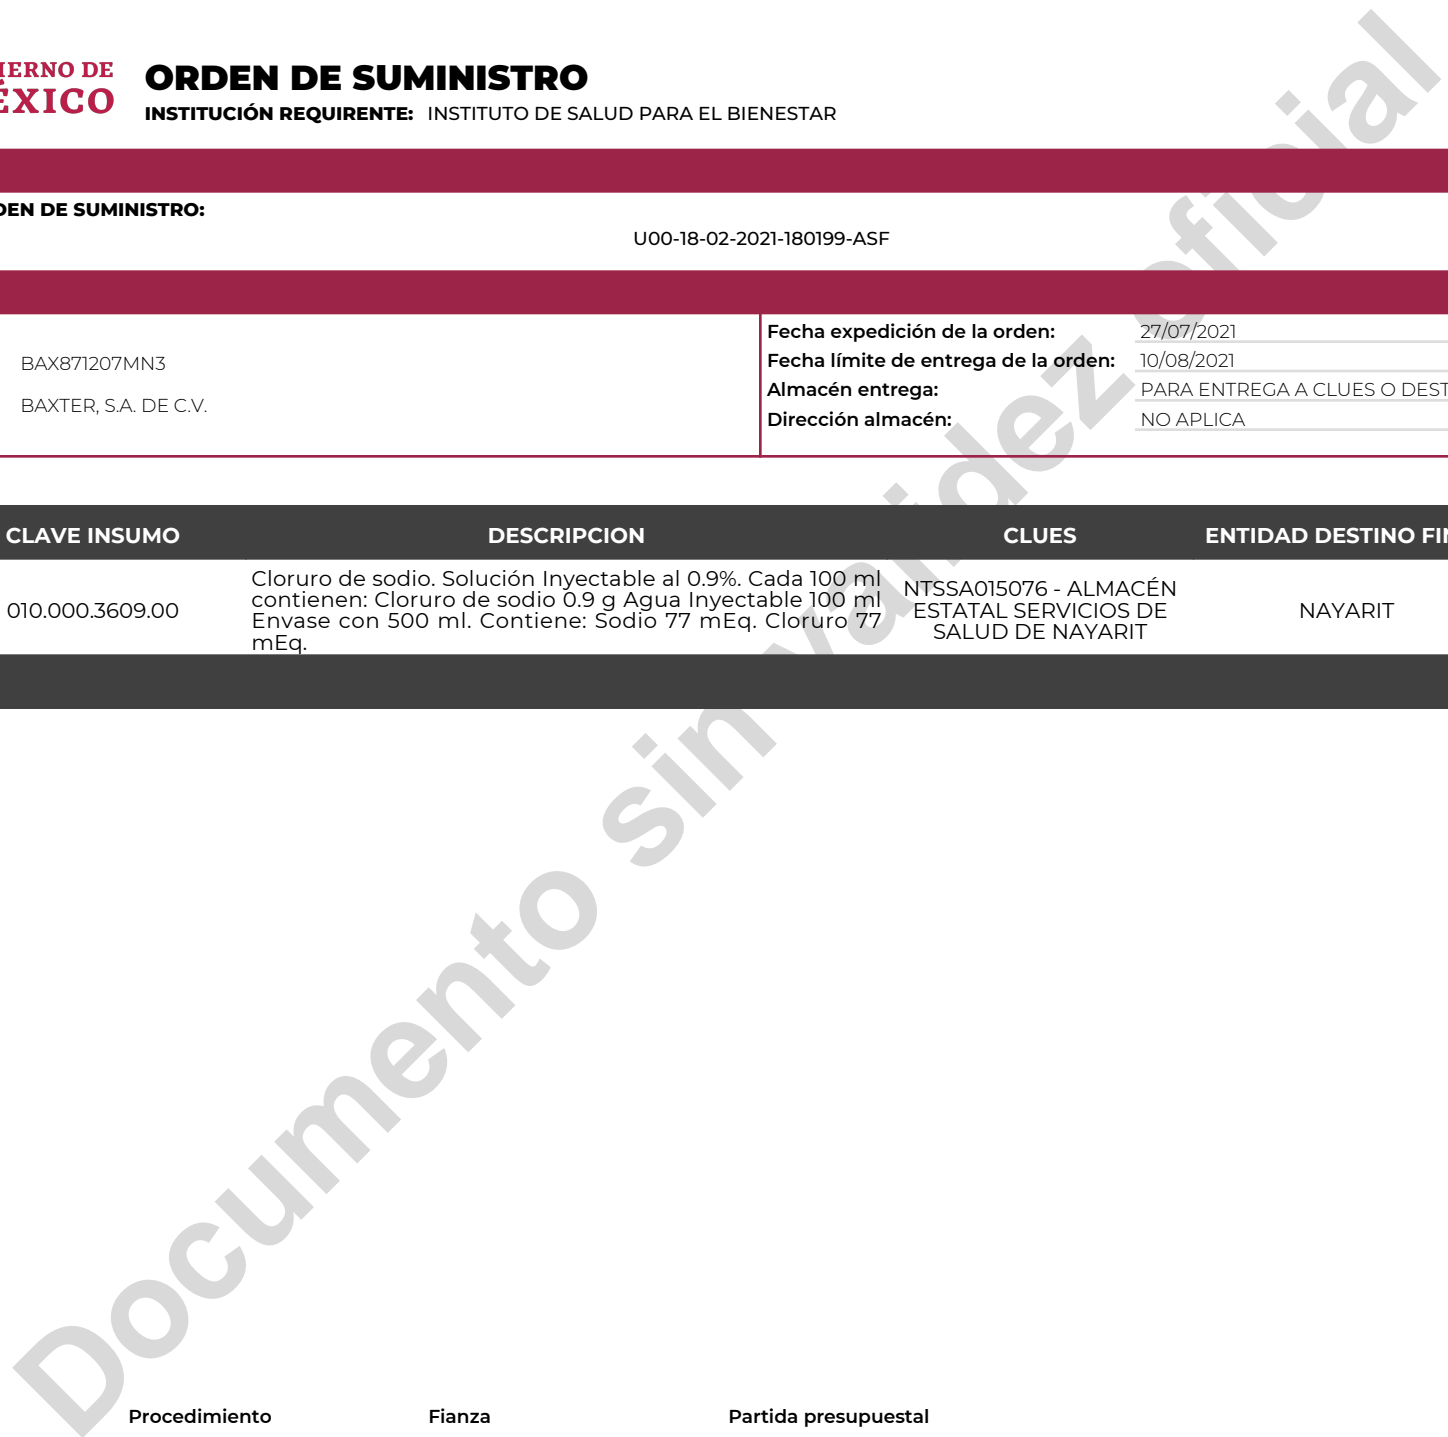 IERNO DE
ÉXICO
ORDEN DE SUMINISTRO
INSTITUCIÓN REQUIRENTE: INSTITUTO DE SALUD PARA EL BIENESTAR
DEN DE SUMINISTRO:
U00-18-02-2021-180199-ASF
BAX871207MN3
BAXTER, S.A. DE C.V.
Fecha expedición de la orden: 27/07/2021
Fecha límite de entrega de la orden: 10/08/2021
Almacén entrega: PARA ENTREGA A CLUES O DEST
Dirección almacén: NO APLICA
CLAVE INSUMO DESCRIPCION CLUES ENTIDAD DESTINO FIN
010.000.3609.00
Cloruro de sodio. Solución Inyectable al 0.9%. Cada 100 ml
contienen: Cloruro de sodio 0.9 g Agua Inyectable 100 ml
Envase con 500 ml. Contiene: Sodio 77 mEq. Cloruro 77
mEq.
NTSSA015076 - ALMACÉN
ESTATAL SERVICIOS DE
SALUD DE NAYARIT
NAYARIT
Documento sin validez oficial
Procedimiento Fianza Partida presupuestal